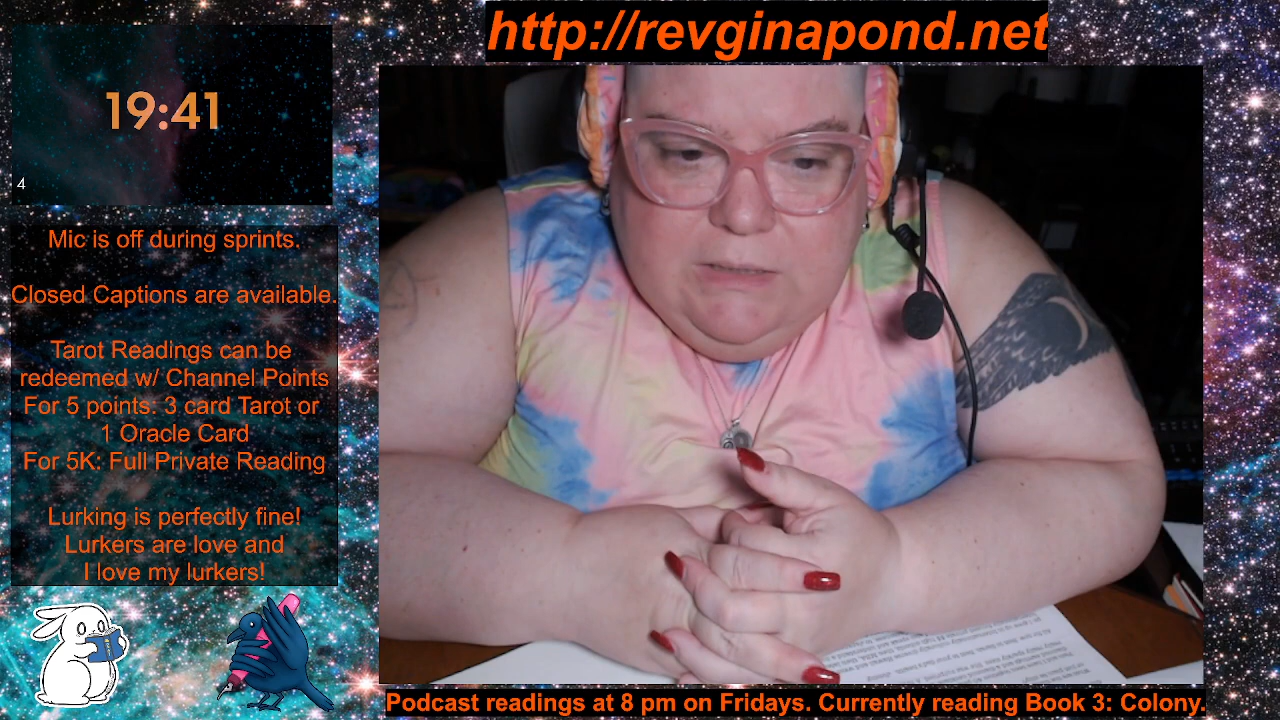 http://revginapond.net
19:41
4
Mic is off during sprints.
Closed Captions are available.
Tarot Readings can be
redeemed w/ Channel Points
For 5 points: 3 card Tarot or
1 Oracle Card
For 5K: Full Private Reading
Lurking is perfectly fine!
Lurkers are love and
I love my lurkers!
Podcast readings at 8 pm on Fridays. Currently reading Book 3: Colony.